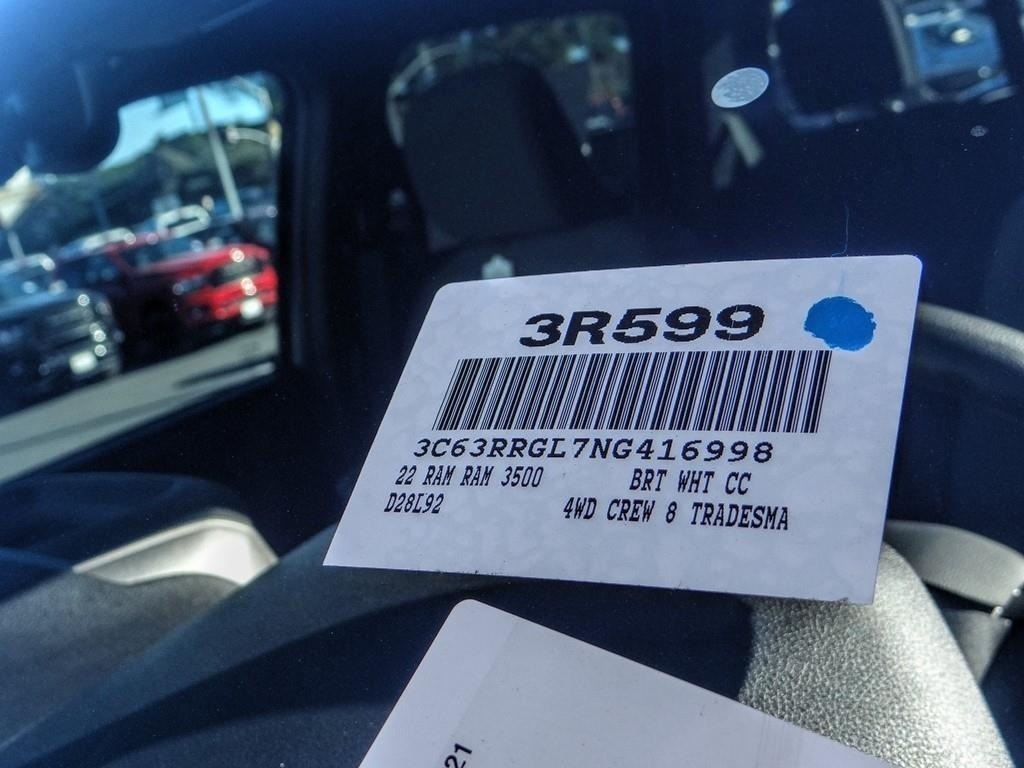 3R599
3C63RRGL7NG416998
22 RAM RAM 3500 BRT WHT CC
D28L92 4WD CREW 8 TRADESMA
21